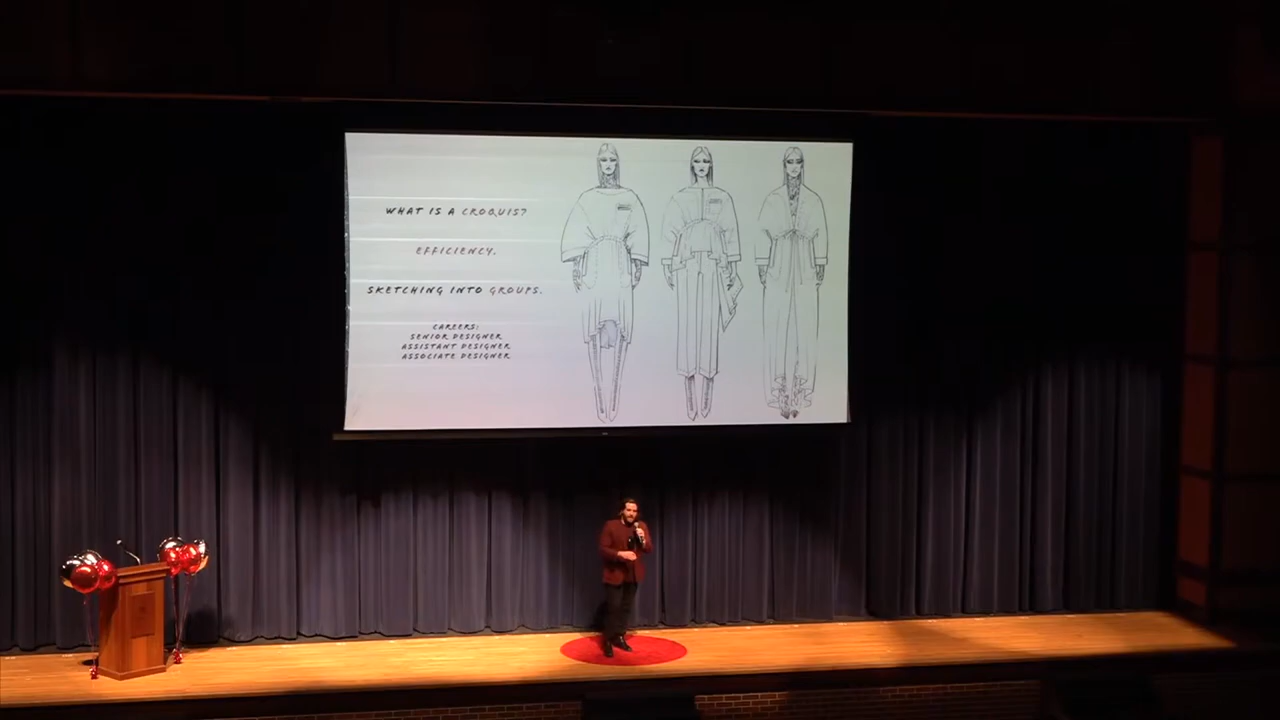 WHAT IS A CROQUIS?
EFFICIENCY.
SKETCHING INTO GROUPS.
CAREERS:
SENIOR DESIGNER
ASSISTANT DESIGNER
ASSOCIATE DESIGNER